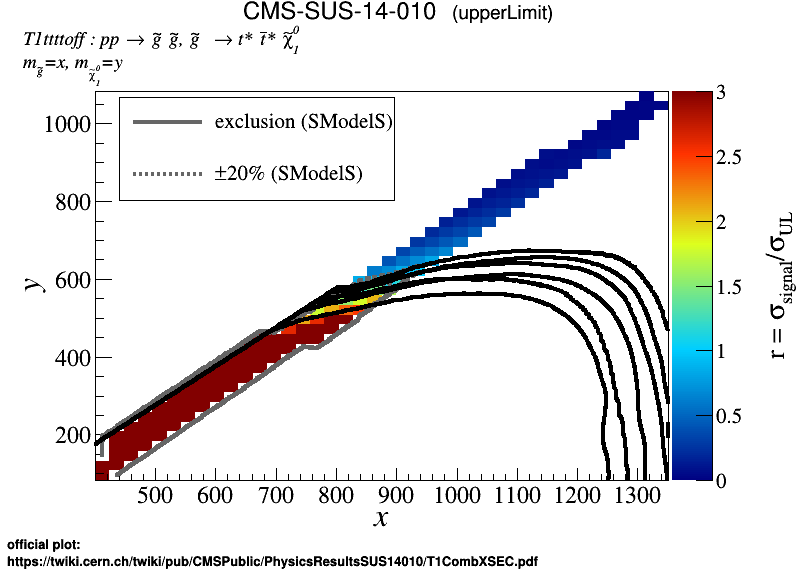 CMS-SUS-14-010 (upperLimit)
T1ttttoff : pp → g̃ g̃, g̃ → t* t̄* χ̃₁⁰
m_g̃=x, m_χ̃₁⁰=y
exclusion (SModelS)
±20% (SModelS)
1000
800
600
400
200
y
500 600 700 800 900 1000 1100 1200 1300
x
3
2.5
2
1.5
1
0.5
0
r = σ_signal/σ_UL
official plot:
https://twiki.cern.ch/twiki/pub/CMSPublic/PhysicsResultsSUS14010/T1CombXSEC.pdf